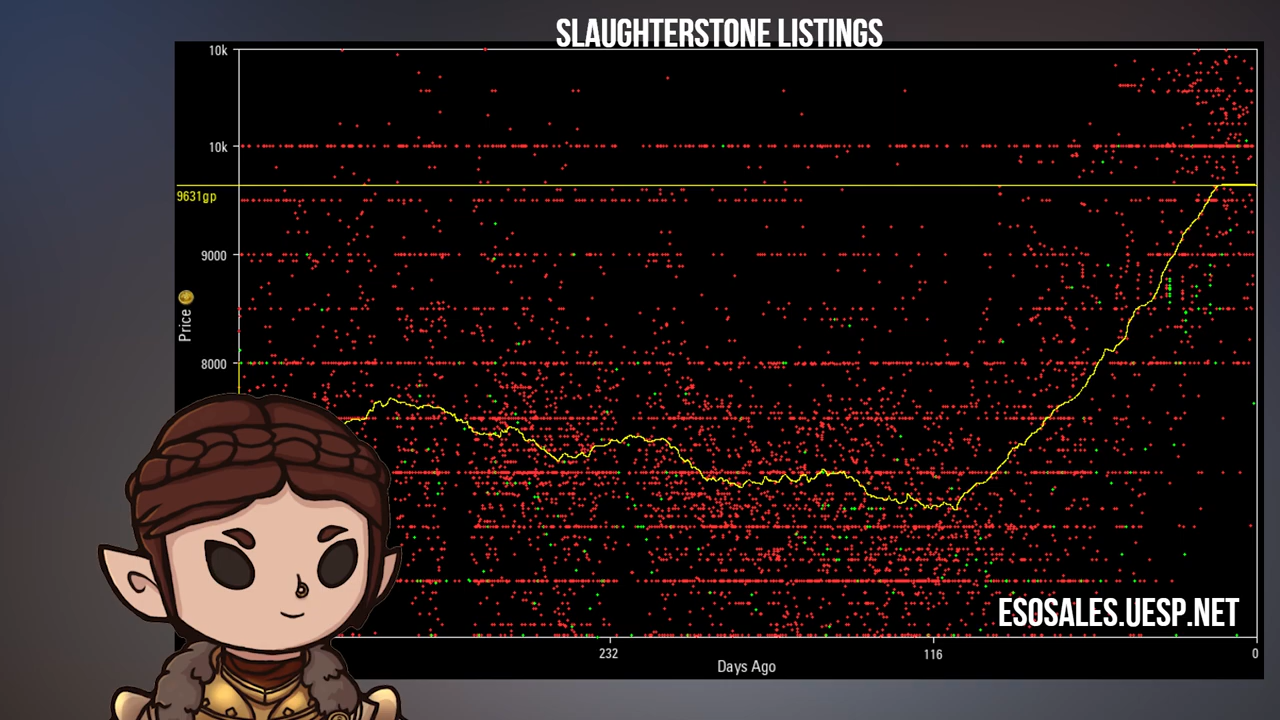 SLAUGHTERSTONE LISTINGS
10k
10k
9631gp
9000
Price
8000
ESOSALES.UESP.NET
232
116
0
Days Ago